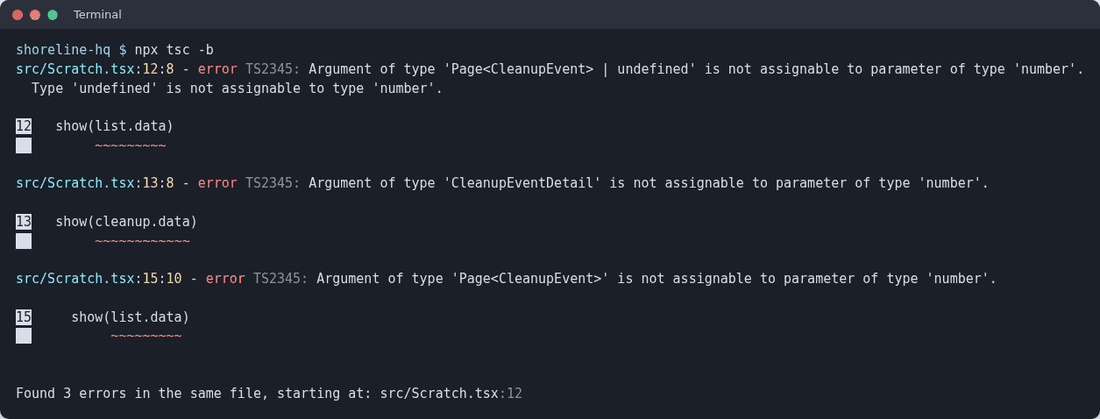 Terminal
shoreline-hq $ npx tsc -b
src/Scratch.tsx:12:8 - error TS2345: Argument of type 'Page<CleanupEvent> | undefined' is not assignable to parameter of type 'number'.
  Type 'undefined' is not assignable to type 'number'.
12   show(list.data)
          ~~~~~~~~~
src/Scratch.tsx:13:8 - error TS2345: Argument of type 'CleanupEventDetail' is not assignable to parameter of type 'number'.
13   show(cleanup.data)
          ~~~~~~~~~~~~
src/Scratch.tsx:15:10 - error TS2345: Argument of type 'Page<CleanupEvent>' is not assignable to parameter of type 'number'.
15     show(list.data)
            ~~~~~~~~~
Found 3 errors in the same file, starting at: src/Scratch.tsx:12